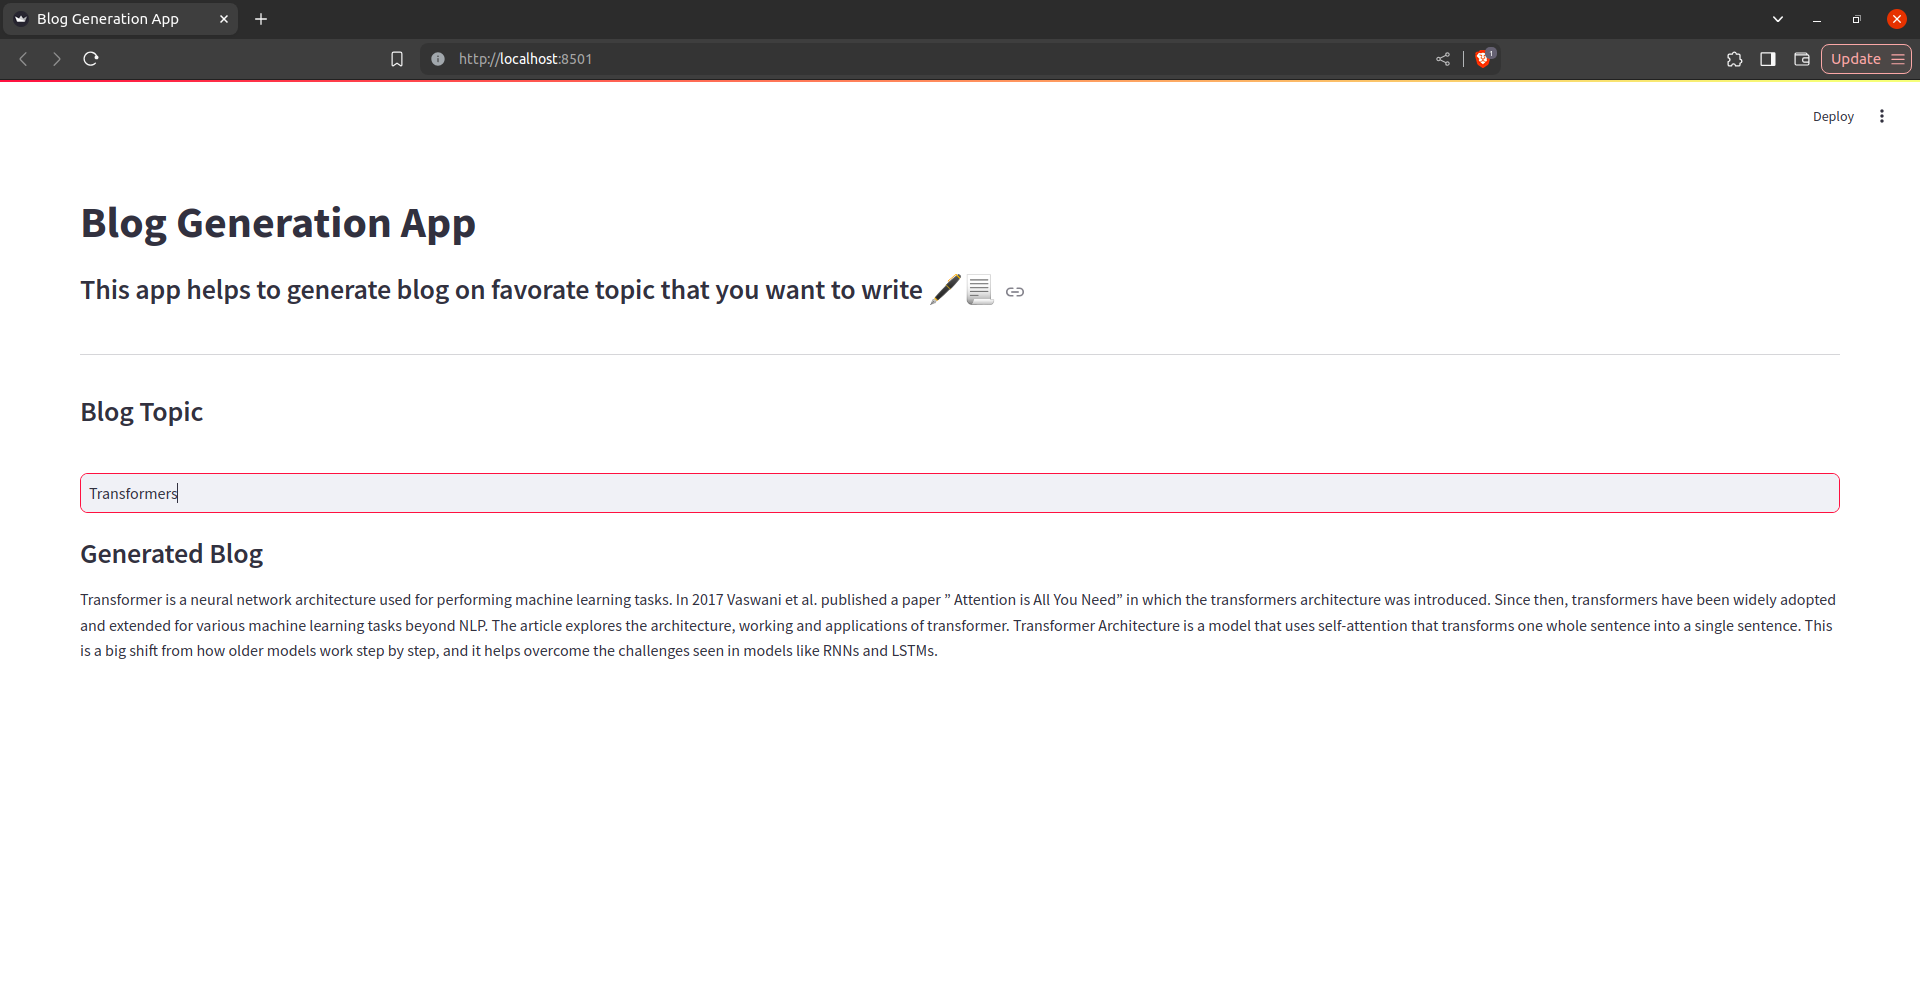 Blog Generation App
http://localhost:8501
1
Update
Deploy
Blog Generation App
This app helps to generate blog on favorate topic that you want to write
Blog Topic
Transformers
Generated Blog
Transformer is a neural network architecture used for performing machine learning tasks. In 2017 Vaswani et al. published a paper ” Attention is All You Need” in which the transformers architecture was introduced. Since then, transformers have been widely adopted
and extended for various machine learning tasks beyond NLP. The article explores the architecture, working and applications of transformer. Transformer Architecture is a model that uses self-attention that transforms one whole sentence into a single sentence. This
is a big shift from how older models work step by step, and it helps overcome the challenges seen in models like RNNs and LSTMs.